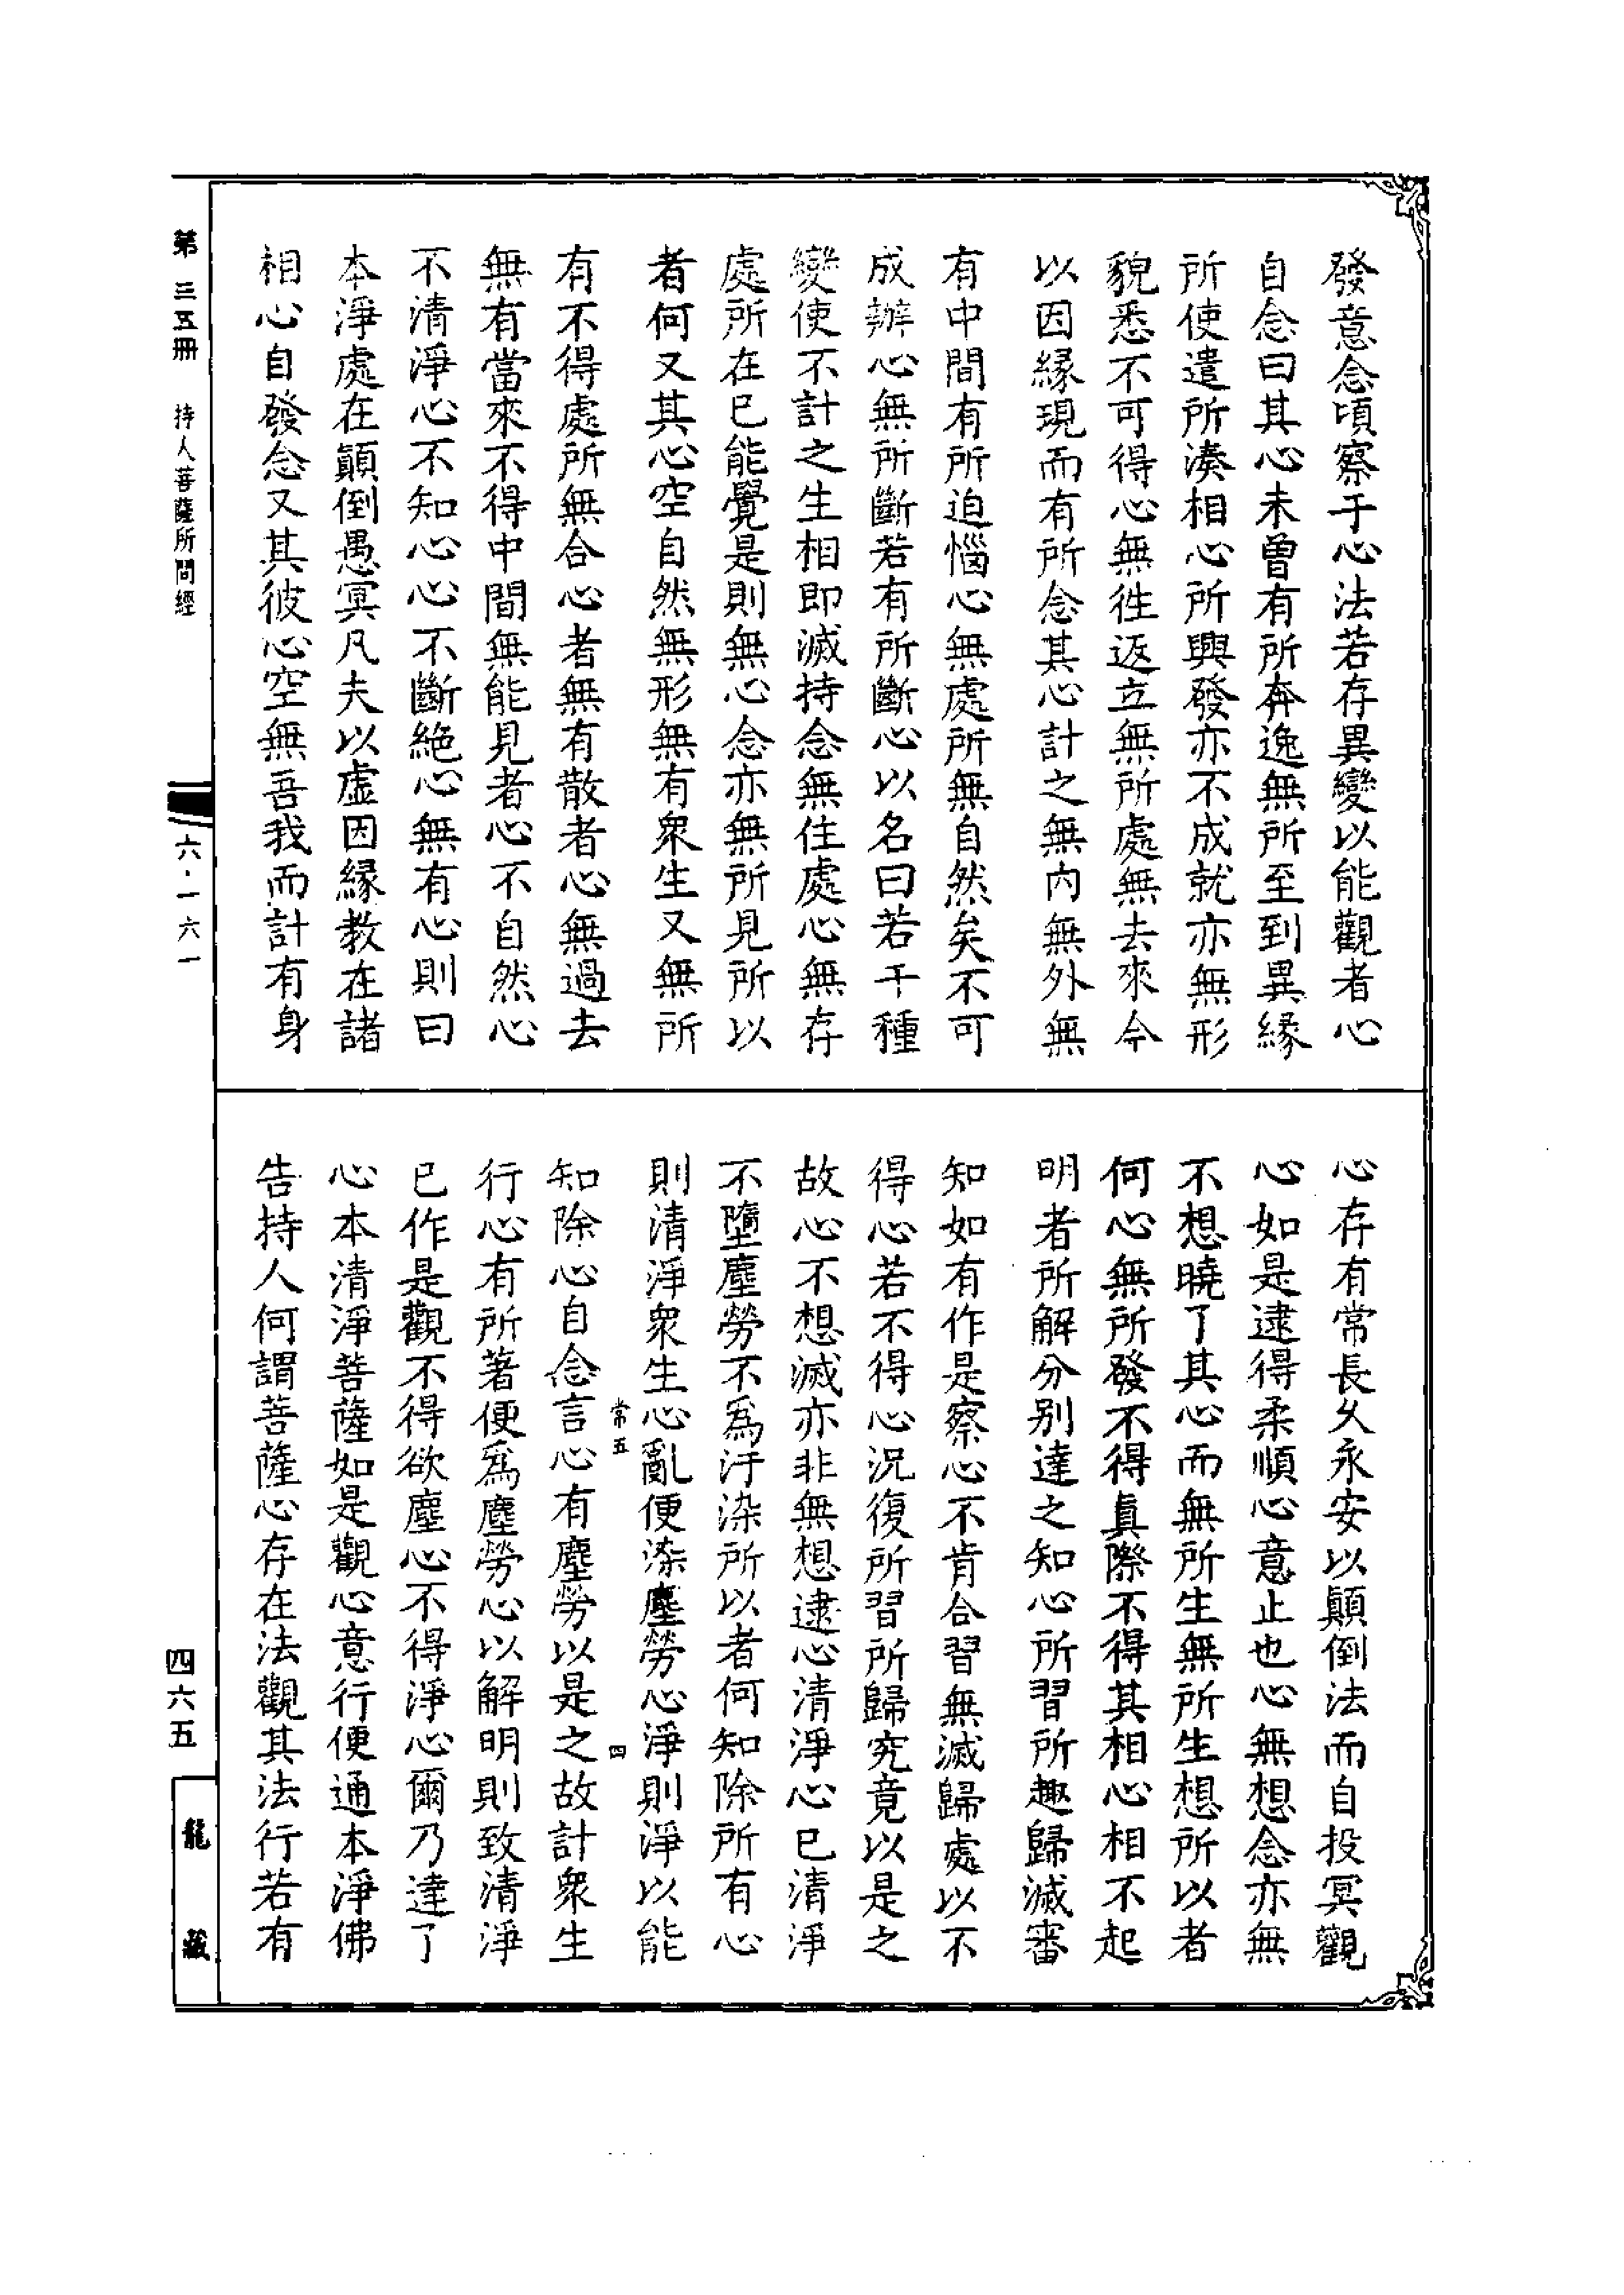 發意念頃察于心法若存異變以能觀者心
自念曰其心未曾有所奔逸無所至到異緣
所使遣所湊相心所興發亦不成就亦無形
貌悉不可得心無徃返立無所處無去來今
以因緣現而有所念其心計之無內無外無
有中間有所迫惱心無處所無自然矣不可
成辦心無所斷若有所斷心以名曰若干種
變使不計之生相即滅持念無住處心無存
處所在已能覺是則無心念亦無所見所以
者何又其心空自然無形無有衆生又無所
有不得處所無合心者無有散者心無過去
無有當來不得中間無能見者心不自然心
不清淨心不知心心不斷絶心無有心則曰
本淨處在顛倒愚冥凡夫以虛因緣教在諸
相心自發念又其彼心空無吾我而計有身
心存有常長久永安以顛倒法而自投冥觀
心如是逮得柔順心意止也心無想念亦無
不想曉了其心而無所生無所生想所以者
何心無所發不得真際不得其相心相不起
明者所解分别達之知心所習所趣歸滅審
知如有作是察心不肯合習無滅歸處以不
得心若不得心況復所習所歸究竟以是之
故心不想滅亦非無想逮心清淨心已清淨
不墮塵勞不爲汙染所以者何知除所有心
則清淨衆生心亂便染塵勞心淨則淨以能
常五 四
知除心自念言心有塵勞以是之故計衆生
行心有所著便爲塵勞心以解明則致清淨
已作是觀不得欲塵心不得淨心爾乃達了
心本清淨菩薩如是觀心意行便通本淨佛
告持人何謂菩薩心存在法觀其法行若有
第三五冊 持人菩薩所問經 六·一六一 四六五 龍藏